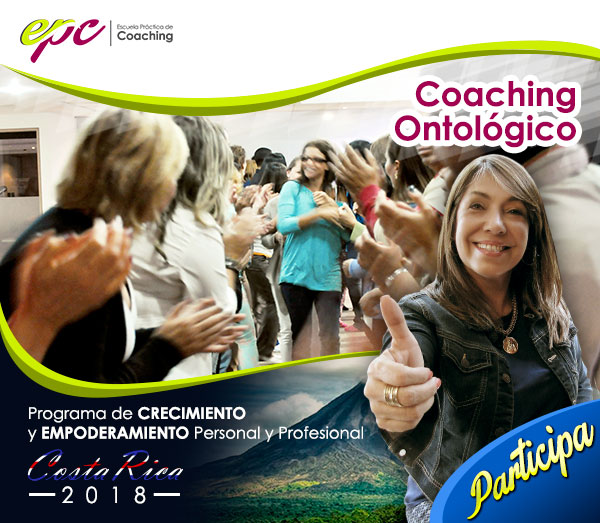 epc
Escuela Práctica de
Coaching
Coaching
Ontológico
Programa de CRECIMIENTO
y EMPODERAMIENTO Personal y Profesional
Costa Rica
2018
Participa